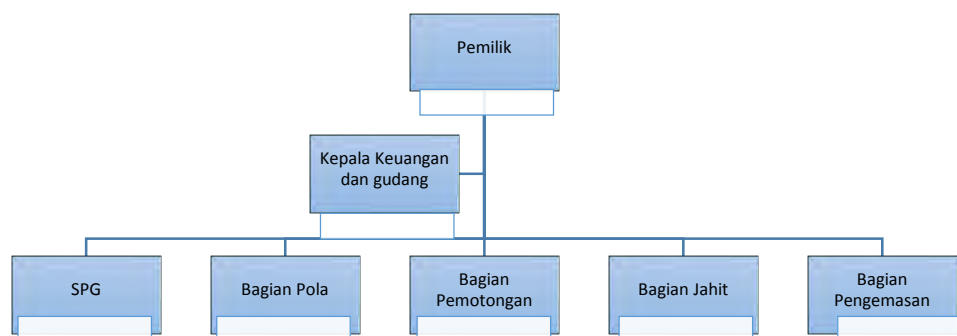 Pemilik
Kepala Keuangan
dan gudang
SPG
Bagian Pola
Bagian
Pemotongan
Bagian Jahit
Bagian
Pengemasan